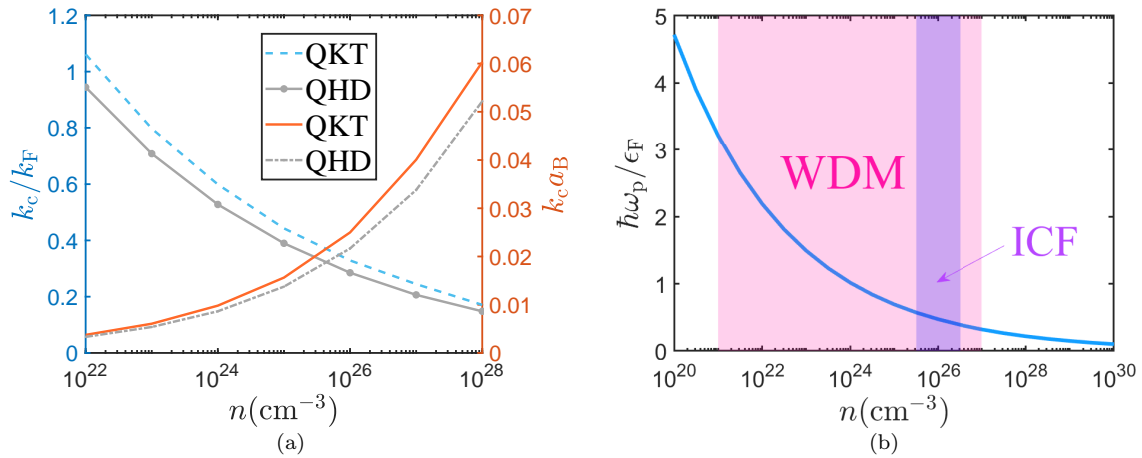 1.2
1
0.8
0.6
0.4
0.2
0
k_c/k_F
QKT
QHD
QKT
QHD
0.07
0.06
0.05
0.04
0.03
0.02
0.01
0
k_c a_B
10^22
10^24
10^26
10^28
n(cm^−3)
(a)
5
4
3
2
1
0
ħω_p/ϵ_F
WDM
ICF
10^20
10^22
10^24
10^26
10^28
10^30
n(cm^−3)
(b)